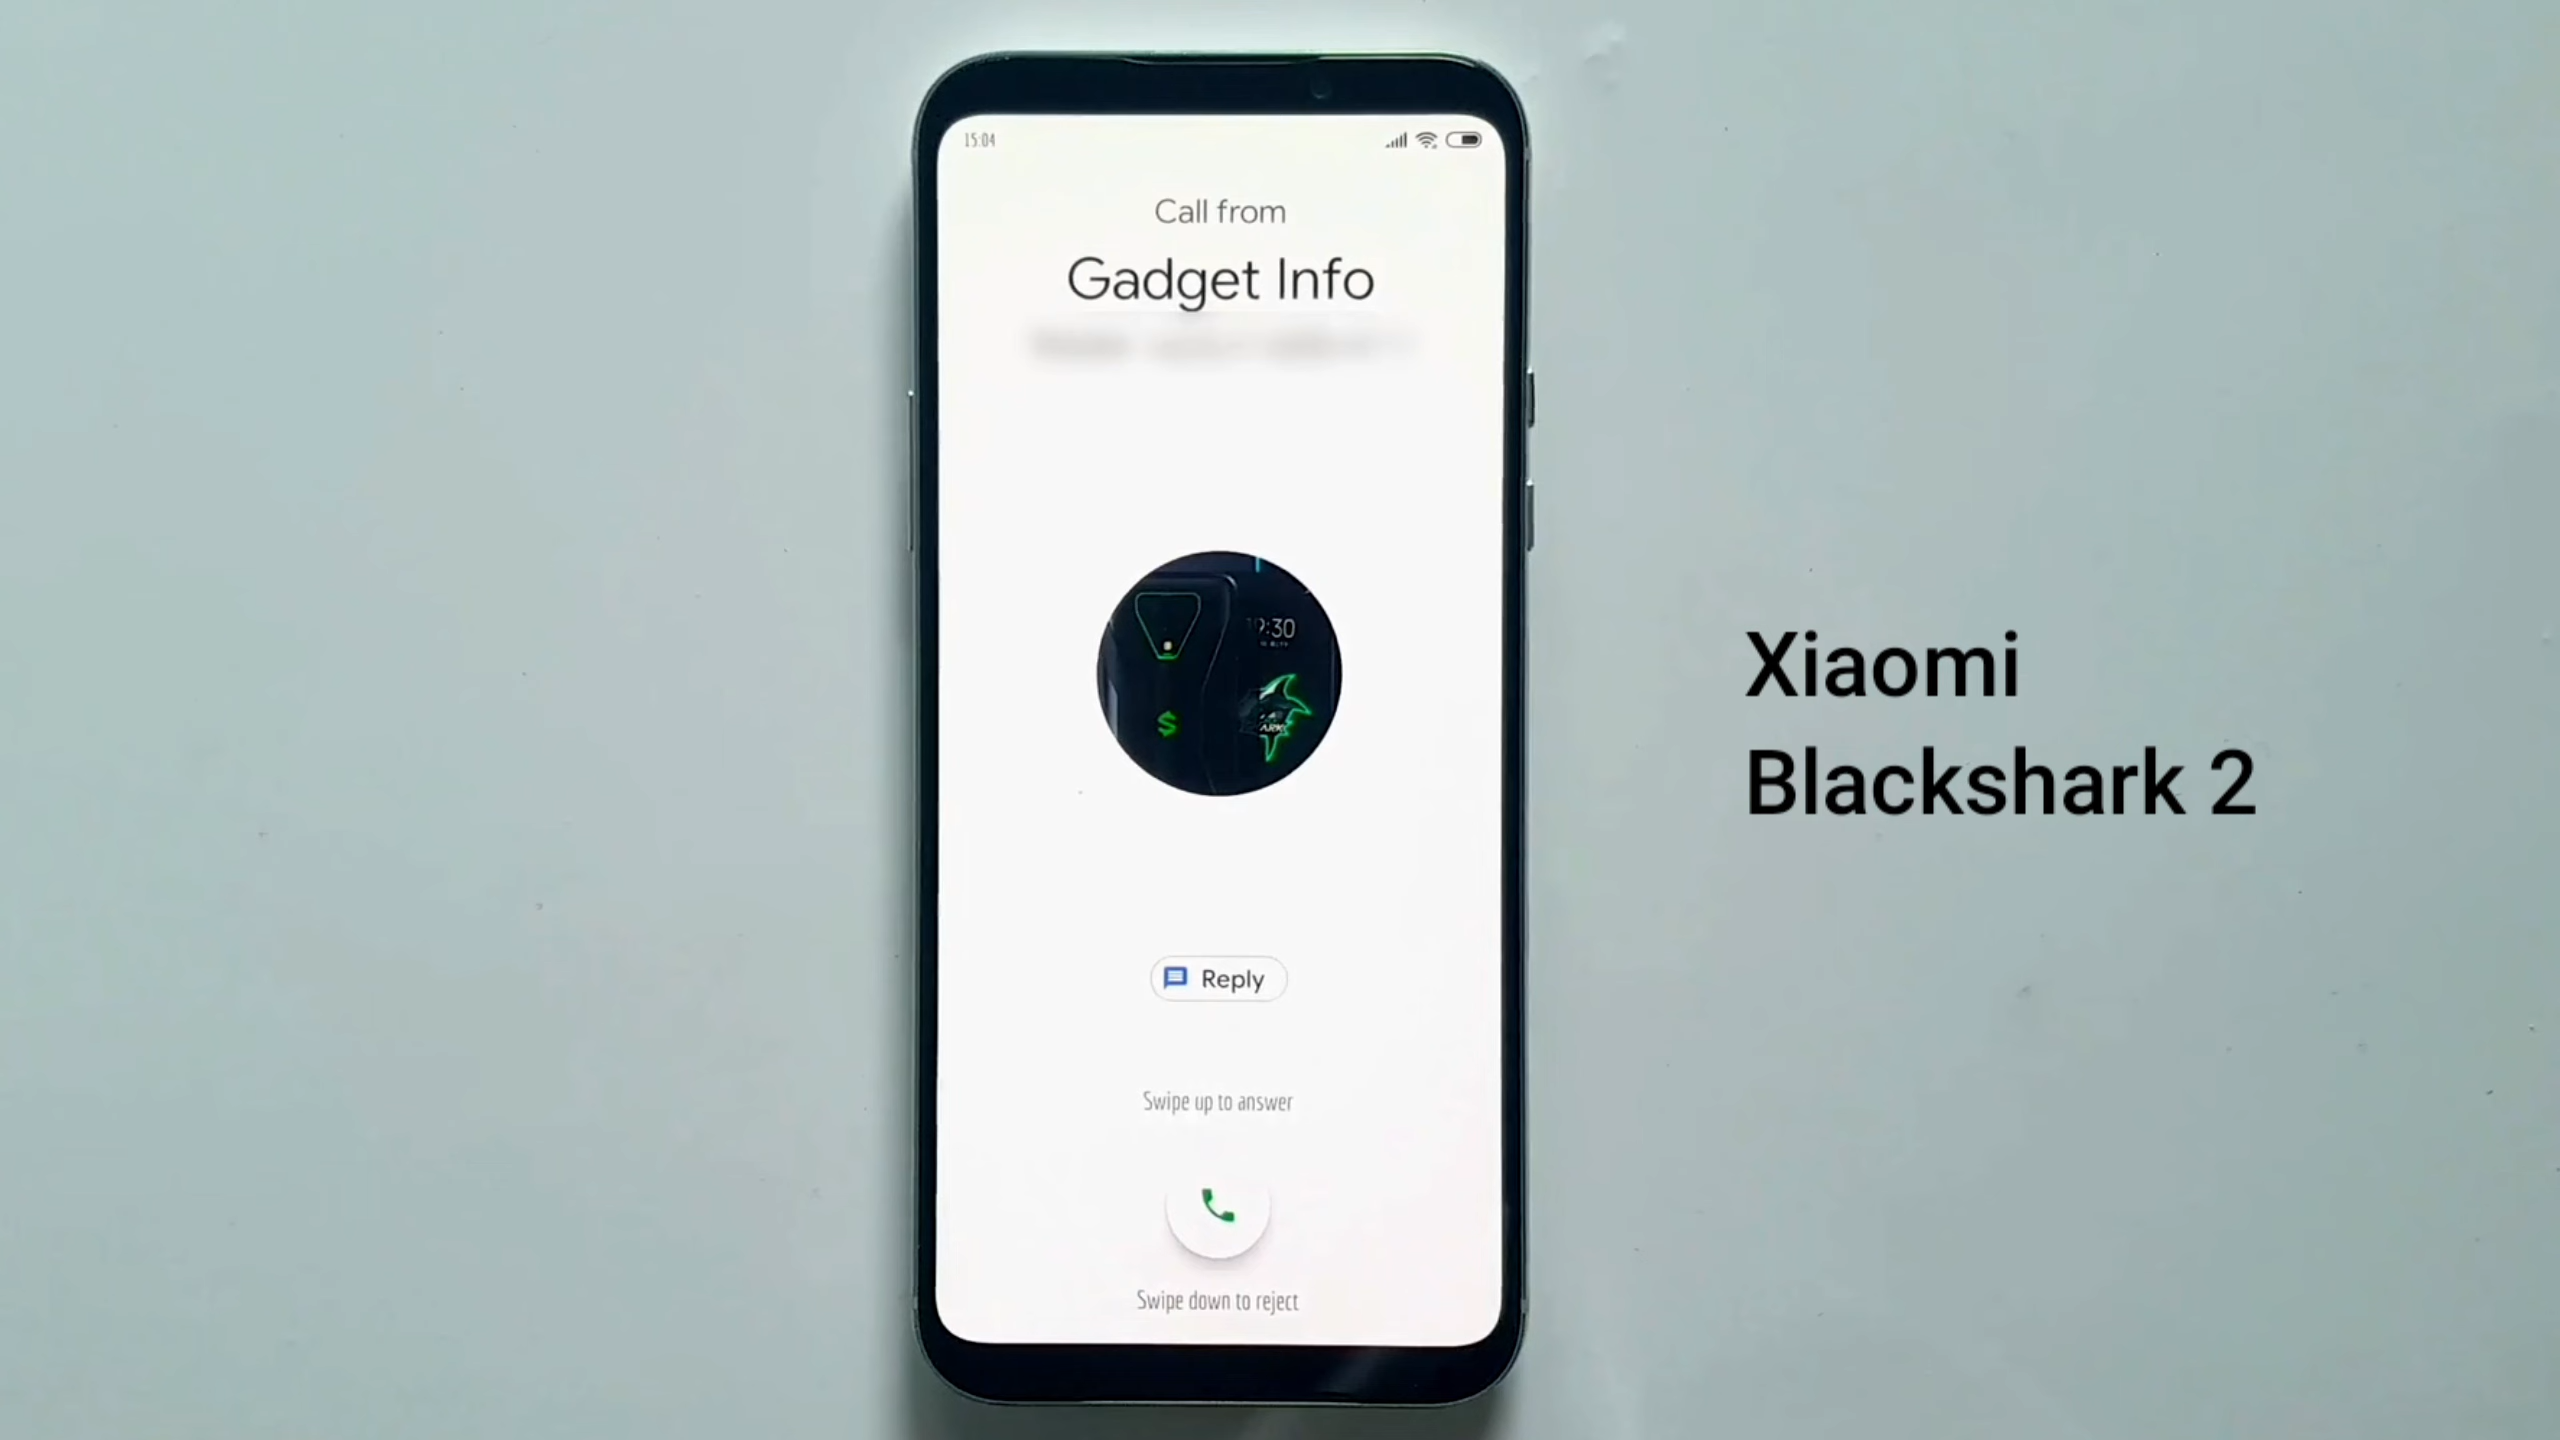 15:04
Call from
Gadget Info
9:30
Reply
Swipe up to answer
Swipe down to reject
Xiaomi
Blackshark 2